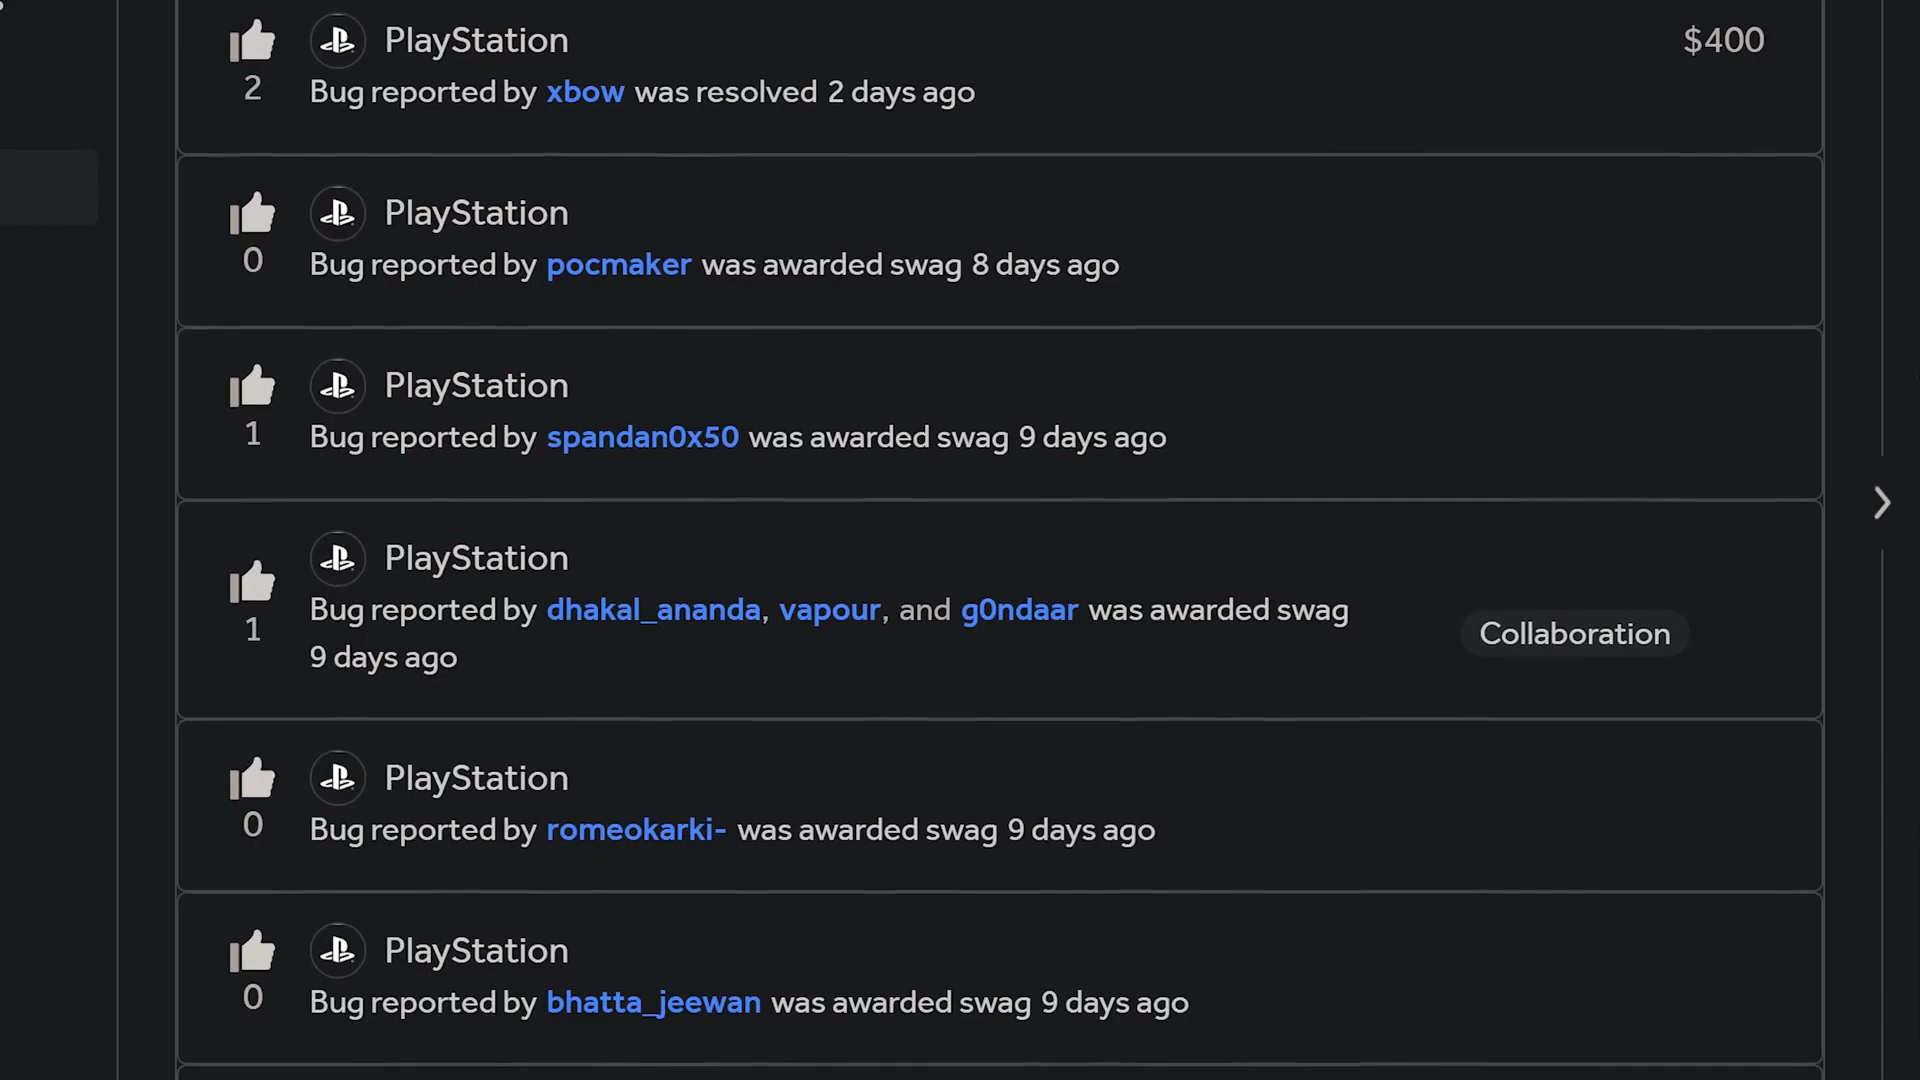 PlayStation
$400
2
Bug reported by xbow was resolved 2 days ago
PlayStation
0
Bug reported by pocmaker was awarded swag 8 days ago
PlayStation
1
Bug reported by spandan0x50 was awarded swag 9 days ago
PlayStation
1
Bug reported by dhakal_ananda, vapour, and g0ndaar was awarded swag
9 days ago
Collaboration
PlayStation
0
Bug reported by romeokarki- was awarded swag 9 days ago
PlayStation
0
Bug reported by bhatta_jeewan was awarded swag 9 days ago